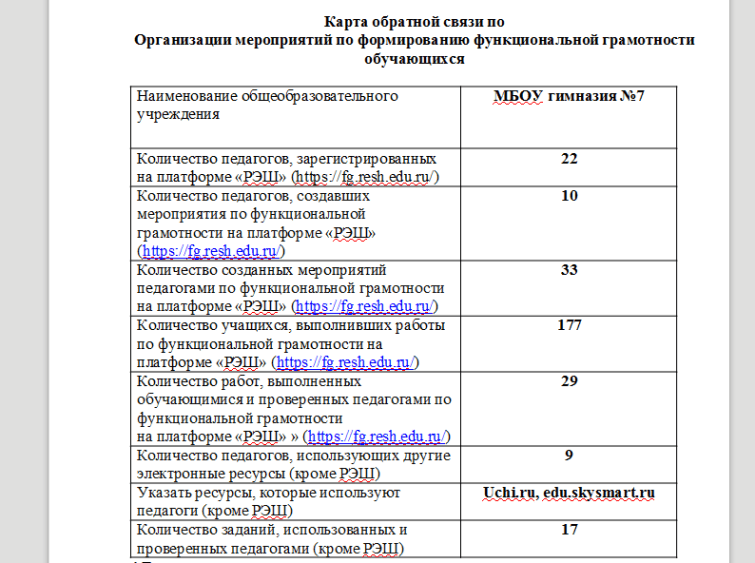 Карта обратной связи по
Организации мероприятий по формированию функциональной грамотности
обучающихся
Наименование общеобразовательного
учреждения
МБОУ гимназия №7
Количество педагогов, зарегистрированных
на платформе «РЭШ» (https://fg.resh.edu.ru/)
22
Количество педагогов, создавших
мероприятия по функциональной
грамотности на платформе «РЭШ»
(https://fg.resh.edu.ru/)
10
Количество созданных мероприятий
педагогами по функциональной грамотности
на платформе «РЭШ» (https://fg.resh.edu.ru/)
33
Количество учащихся, выполнивших работы
по функциональной грамотности на
платформе «РЭШ» (https://fg.resh.edu.ru/)
177
Количество работ, выполненных
обучающимися и проверенных педагогами по
функциональной грамотности
на платформе «РЭШ» » (https://fg.resh.edu.ru/)
29
Количество педагогов, использующих другие
электронные ресурсы (кроме РЭШ)
9
Указать ресурсы, которые используют
педагоги (кроме РЭШ)
Uchi.ru, edu.skysmart.ru
Количество заданий, использованных и
проверенных педагогами (кроме РЭШ)
17